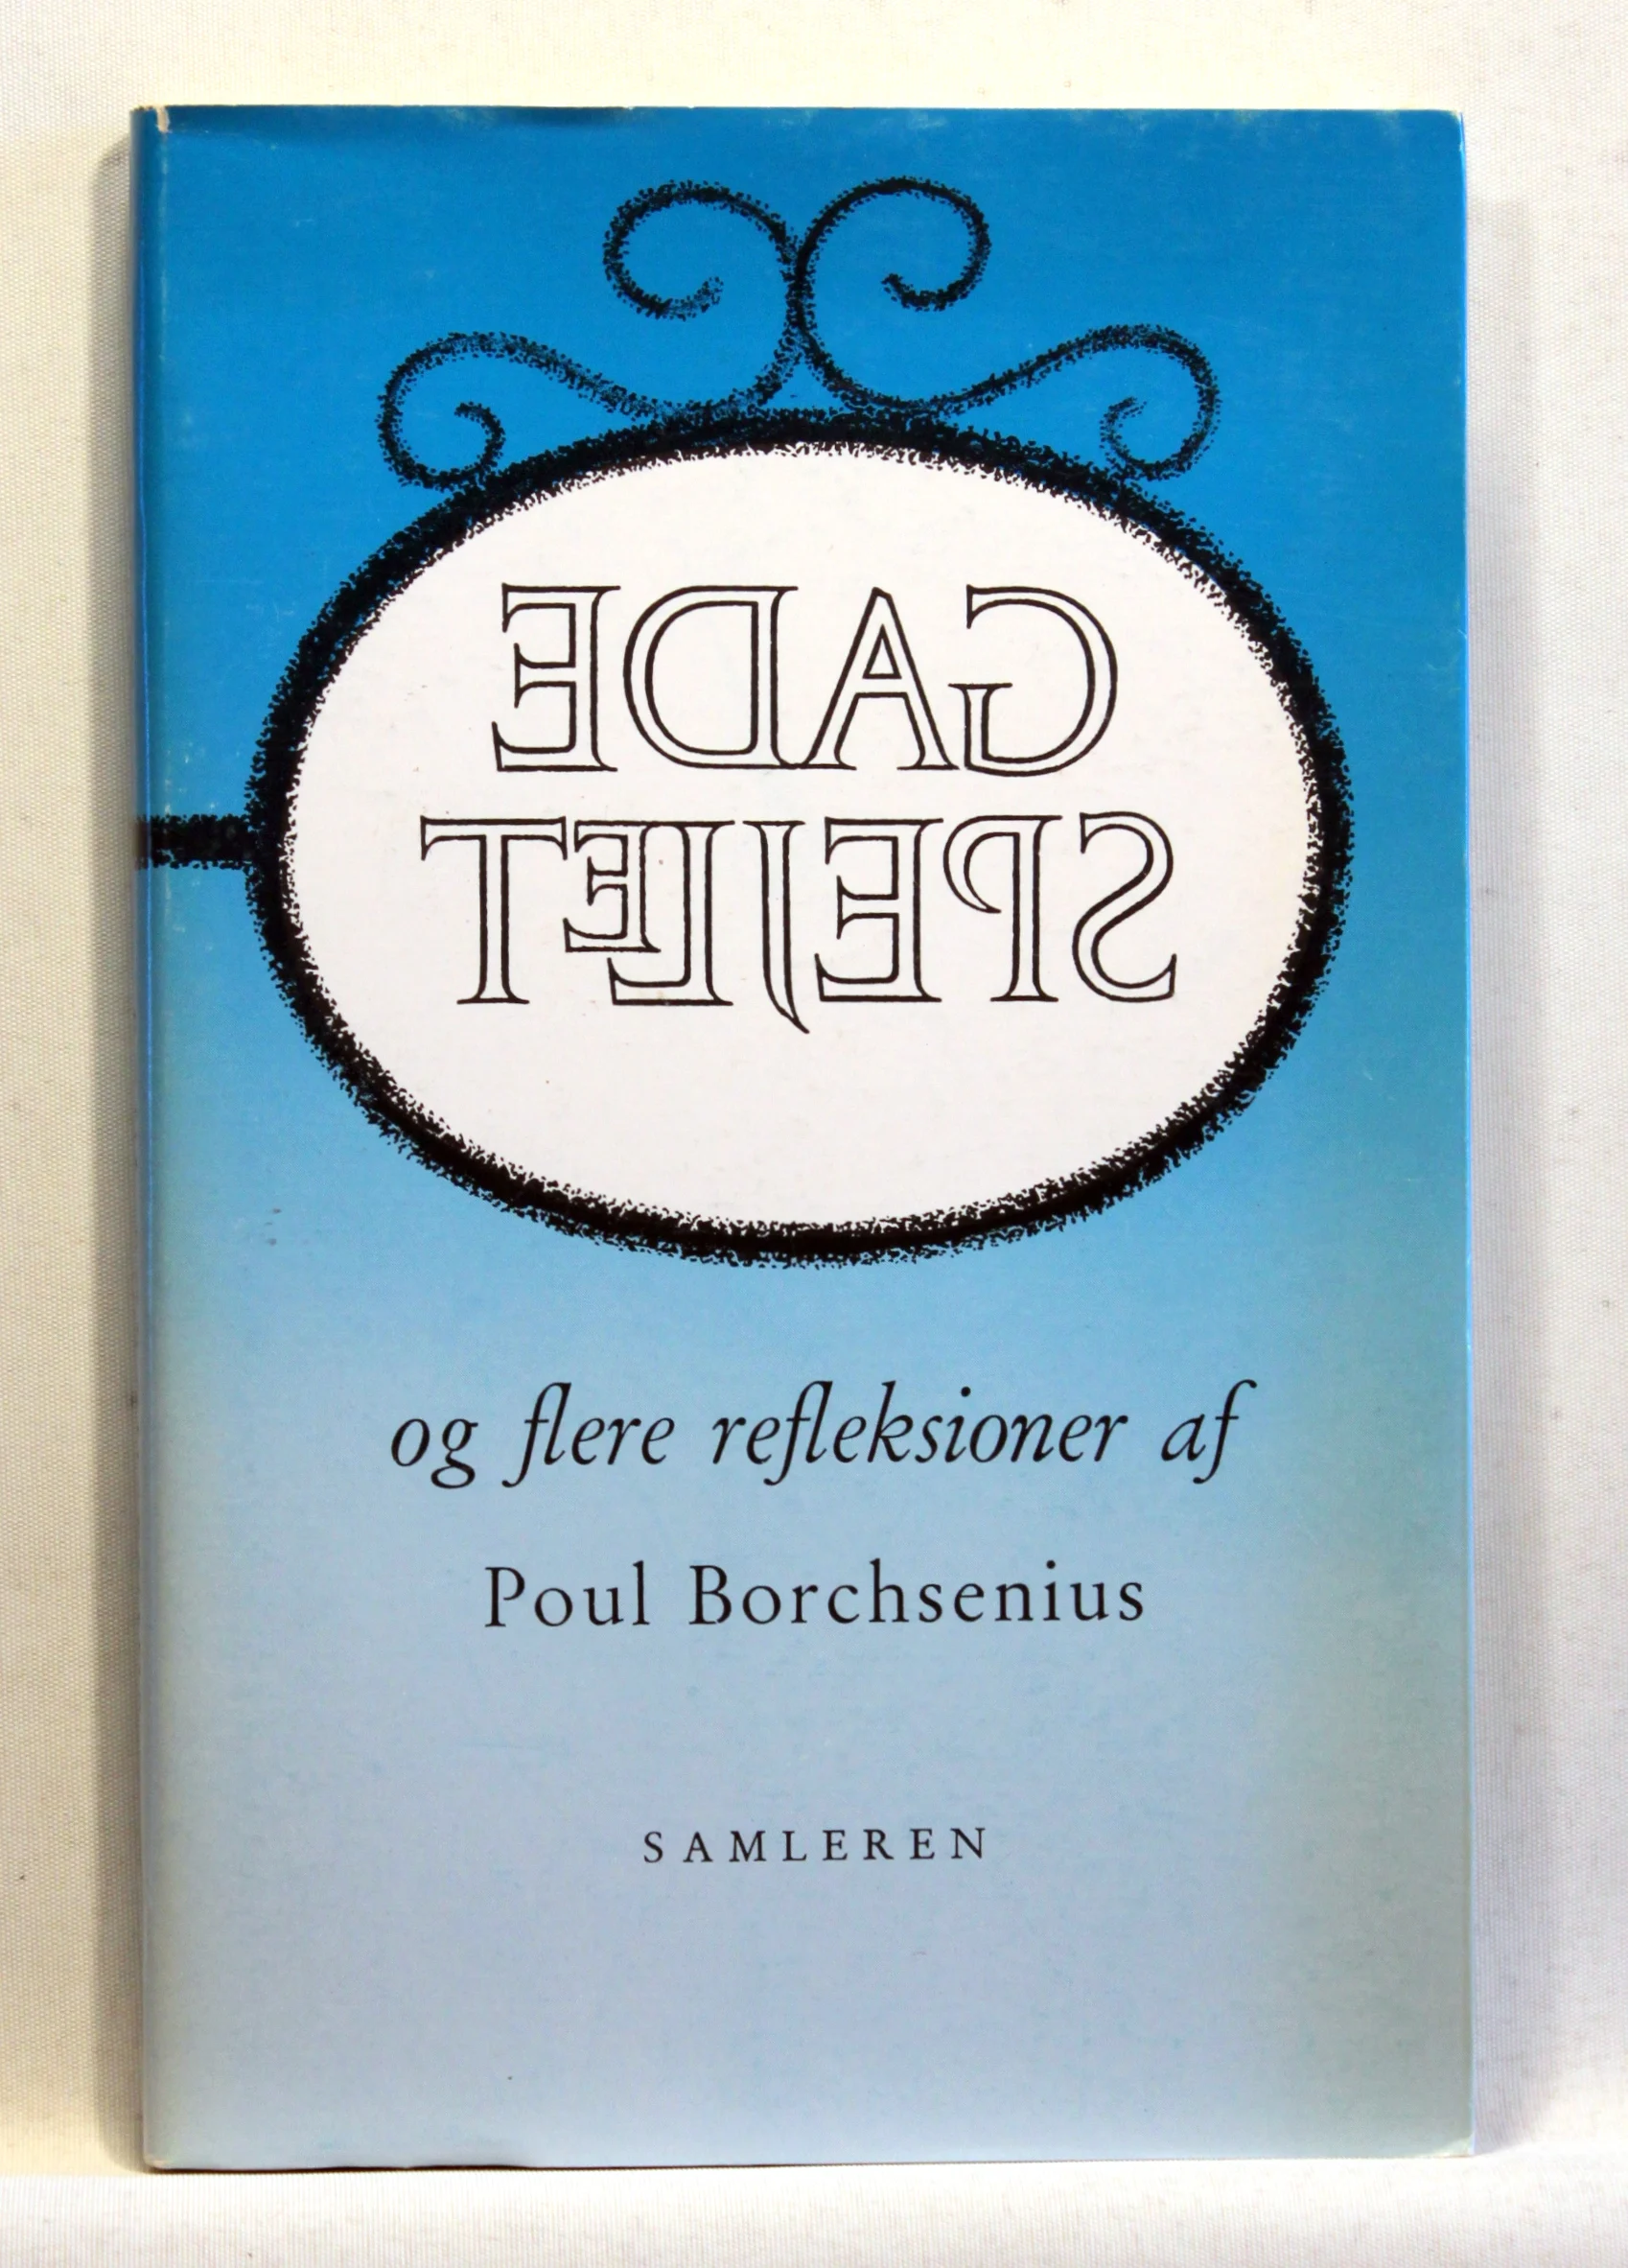 GADE
SPEJLET
og flere refleksioner af
Poul Borchsenius
SAMLEREN